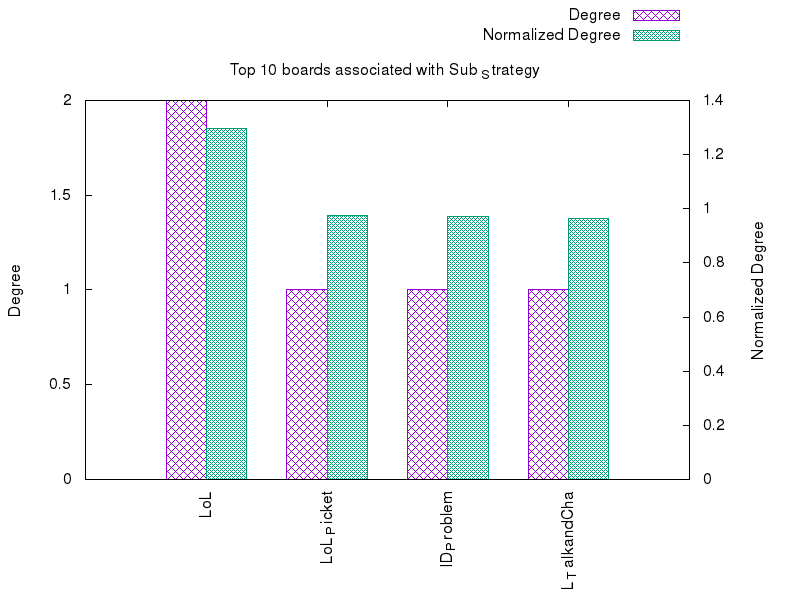 Degree
Normalized Degree
Top 10 boards associated with Sub_Strategy
2
1.5
1
0.5
0
Degree
1.4
1.2
1
0.8
0.6
0.4
0.2
0
Normalized Degree
LoL
LoL_Picket
ID_Problem
L_TalkandCha